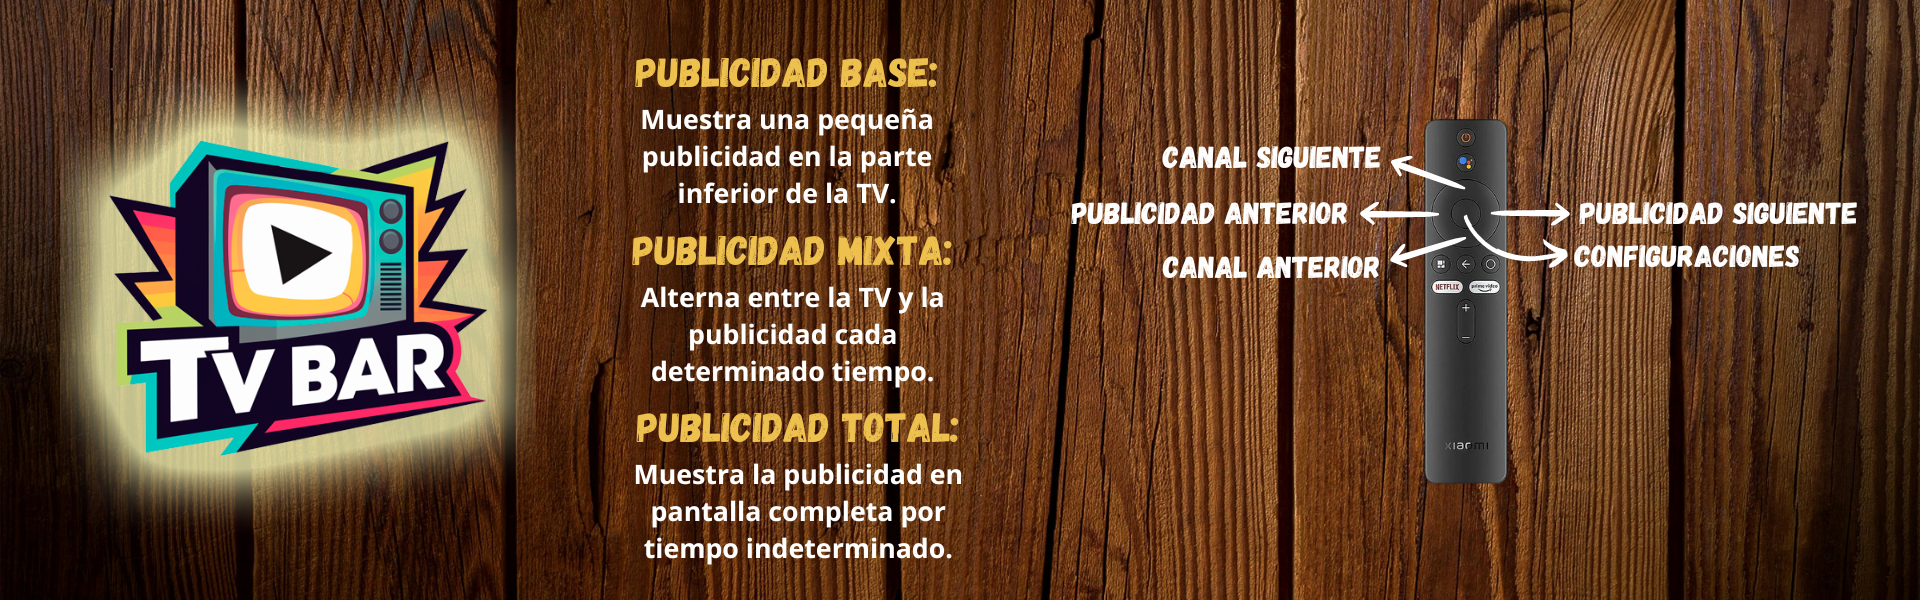 TV BAR
PUBLICIDAD BASE:
Muestra una pequeña
publicidad en la parte
inferior de la TV.
PUBLICIDAD MIXTA:
Alterna entre la TV y la
publicidad cada
determinado tiempo.
PUBLICIDAD TOTAL:
Muestra la publicidad en
pantalla completa por
tiempo indeterminado.
CANAL SIGUIENTE
PUBLICIDAD ANTERIOR
CANAL ANTERIOR
PUBLICIDAD SIGUIENTE
CONFIGURACIONES
NETFLIX
prime video
xiaomi